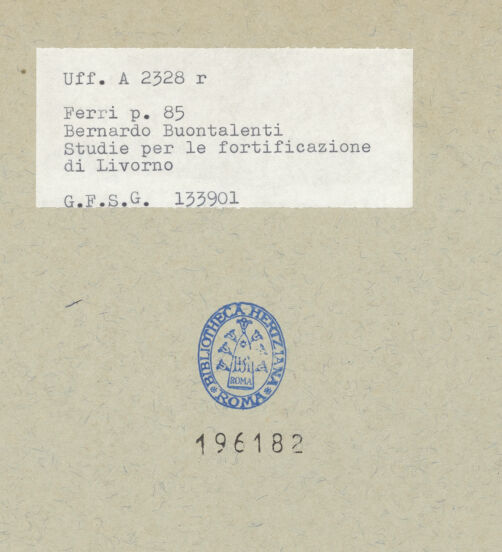 Uff. A 2328 r
Ferri p. 85
Bernardo Buontalenti
Studie per le fortificazione
di Livorno
G.F.S.G. 133901
BIBLIOTHECA HERTZIANA
ROMA
ROMA
196182